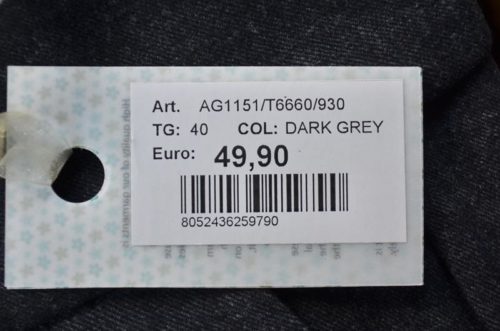 Art. AG1151/T6660/930
TG: 40 COL: DARK GREY
Euro: 49,90
8052436259790